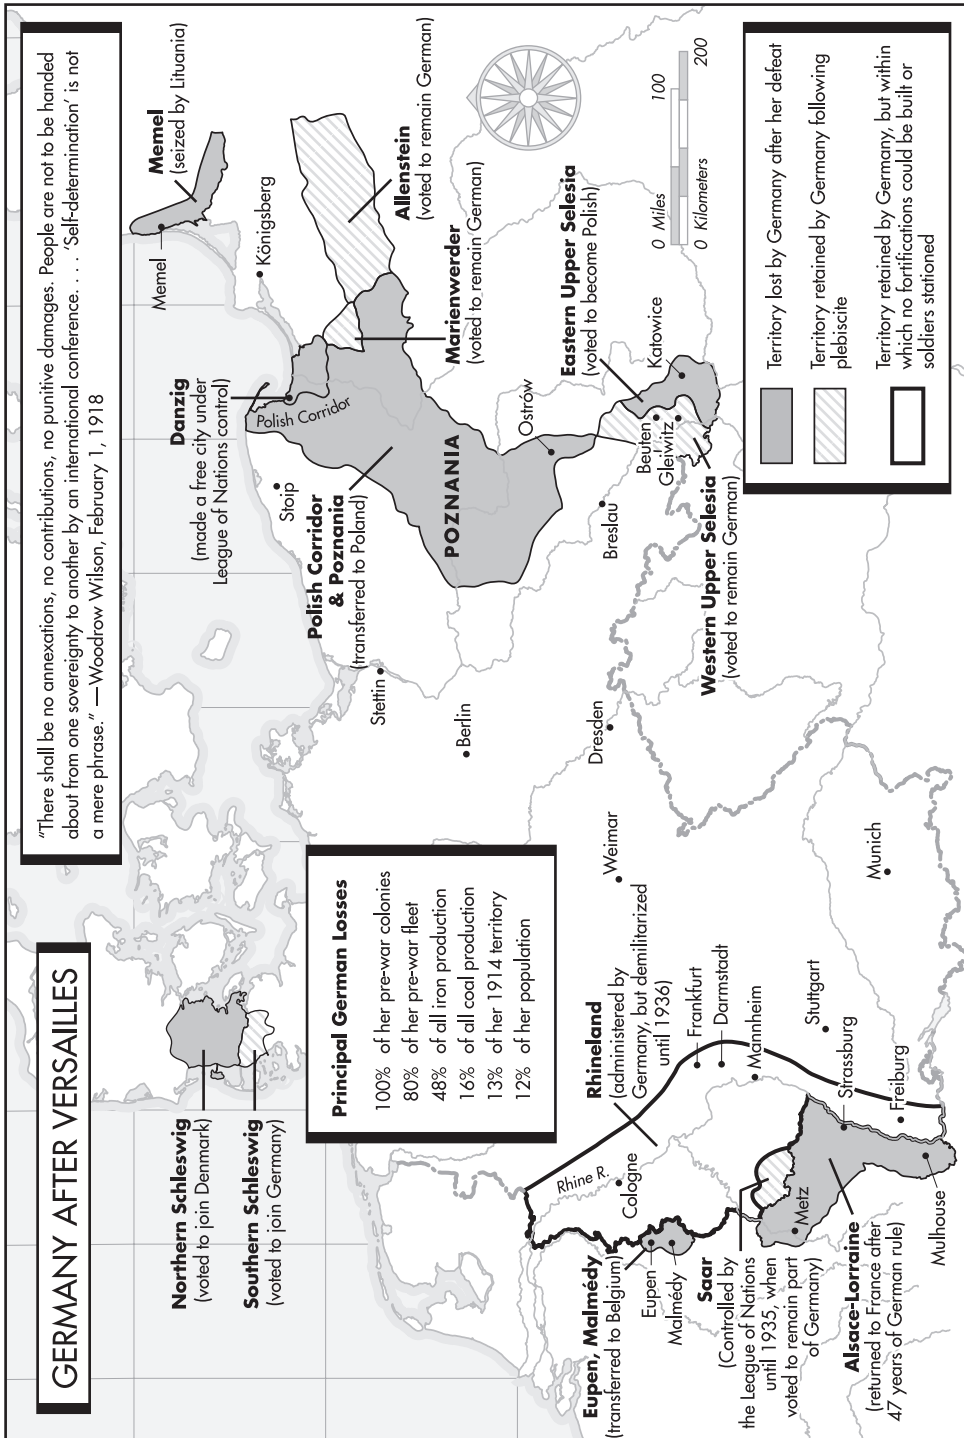 GERMANY AFTER VERSAILLES
"There shall be no annexations, no contributions, no punitive damages. People are not to be handed
about from one sovereignty to another by an international conference. . . . 'Self-determination' is not
a mere phrase." —Woodrow Wilson, February 1, 1918
Northern Schleswig
(voted to join Denmark)
Southern Schleswig
(voted to join Germany)
Principal German Losses
100% of her pre-war colonies
80% of her pre-war fleet
48% of all iron production
16% of all coal production
13% of her 1914 territory
12% of her population
Memel
(seized by Lituania)
Memel
Königsberg
Danzig
(made a free city under
League of Nations control)
Polish Corridor
Stoip
Polish Corridor
& Poznania
(transferred to Poland)
POZNANIA
Allenstein
(voted to remain German)
Marienwerder
(voted to remain German)
Stettin
Berlin
Ostrów
Eastern Upper Selesia
(voted to become Polish)
Katowice
Beuten
Gleiwitz
Breslau
Western Upper Selesia
(voted to remain German)
Dresden
Weimar
Rhineland
(administered by
Germany, but demilitarized
until 1936)
Rhine R.
Cologne
Frankfurt
Darmstadt
Mannheim
Stuttgart
Strassburg
Freiburg
Munich
Eupen, Malmédy
(transferred to Belgium)
Eupen
Malmédy
Saar
(Controlled by
the League of Nations
until 1935, when
voted to remain part
of Germany)
Metz
Alsace-Lorraine
(returned to France after
47 years of German rule)
Mulhouse
0 Miles 100
0 Kilometers 200
Territory lost by Germany after her defeat
Territory retained by Germany following
plebiscite
Territory retained by Germany, but within
which no fortifications could be built or
soldiers stationed